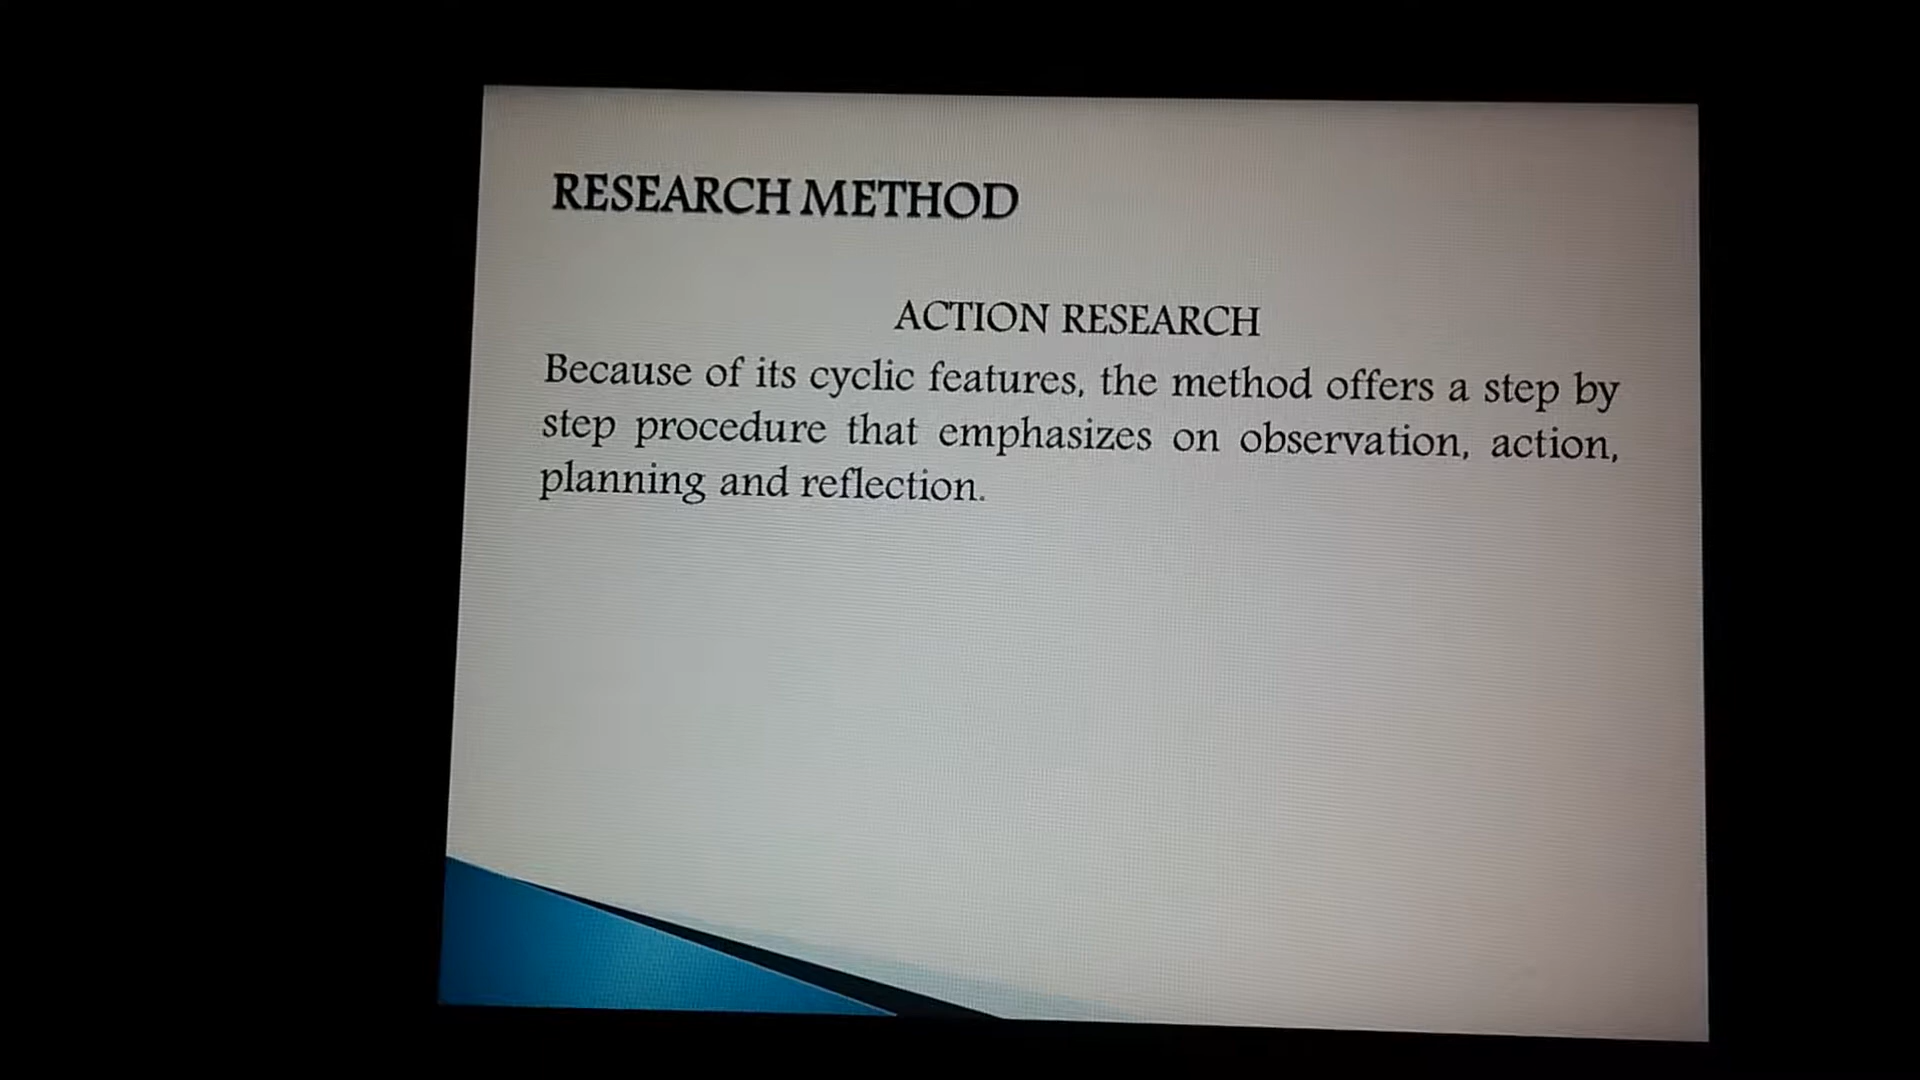 RESEARCH METHOD
ACTION RESEARCH
Because of its cyclic features, the method offers a step by
step procedure that emphasizes on observation, action,
planning and reflection.